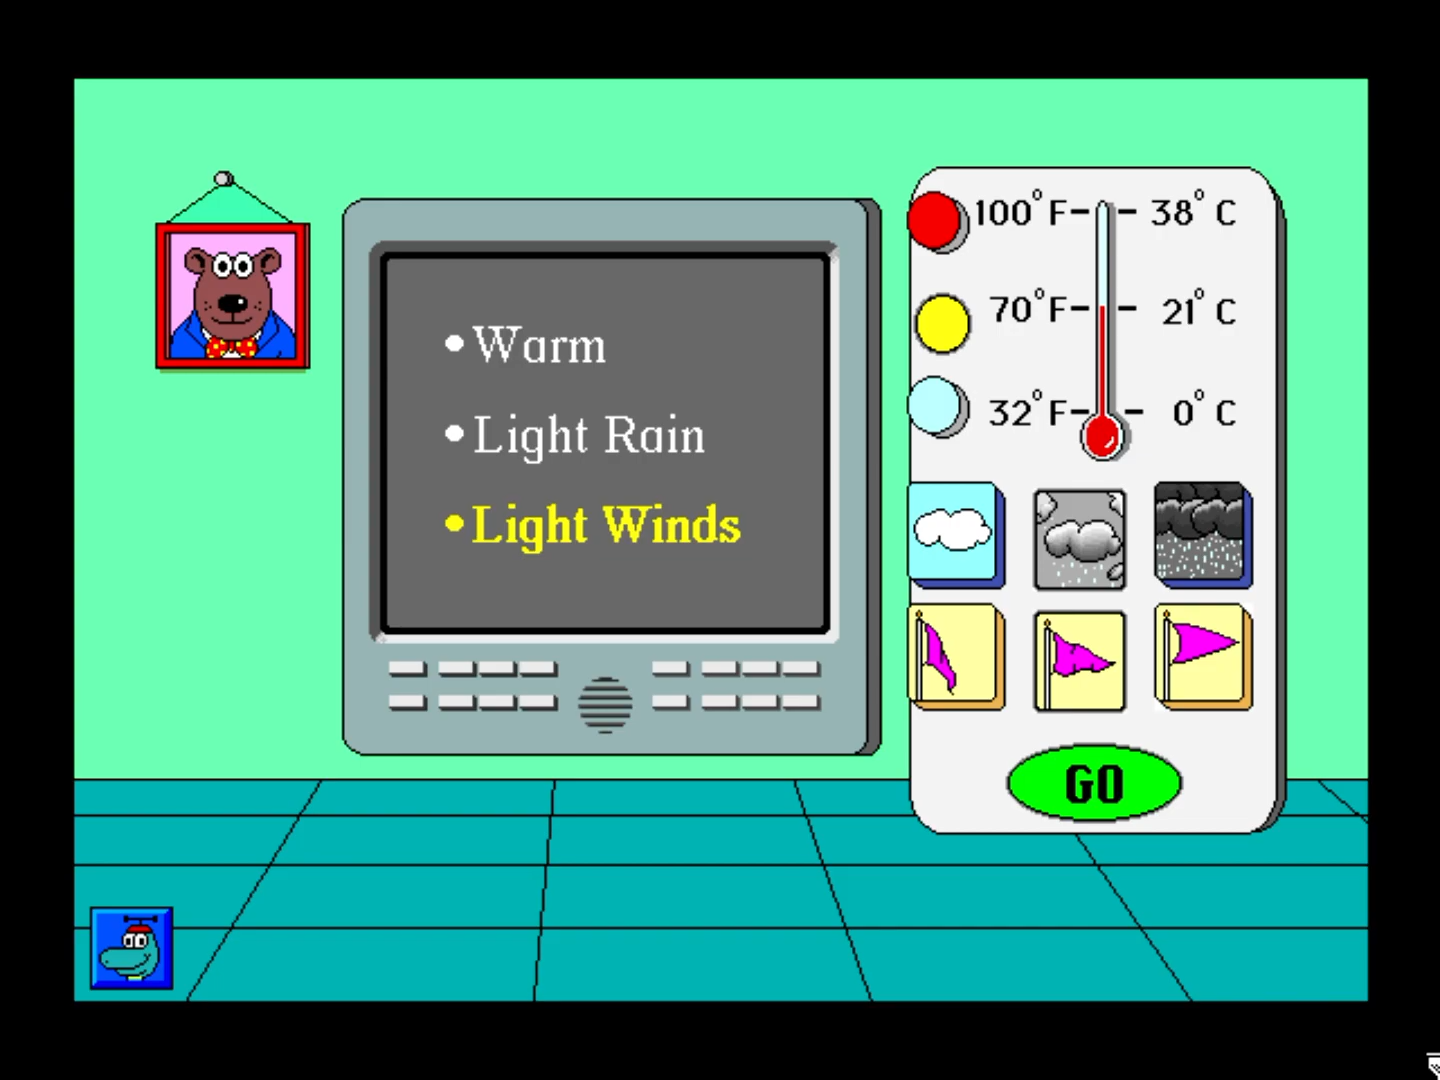 • Warm
• Light Rain
• Light Winds
100° F 38° C
70° F 21° C
32° F 0° C
GO